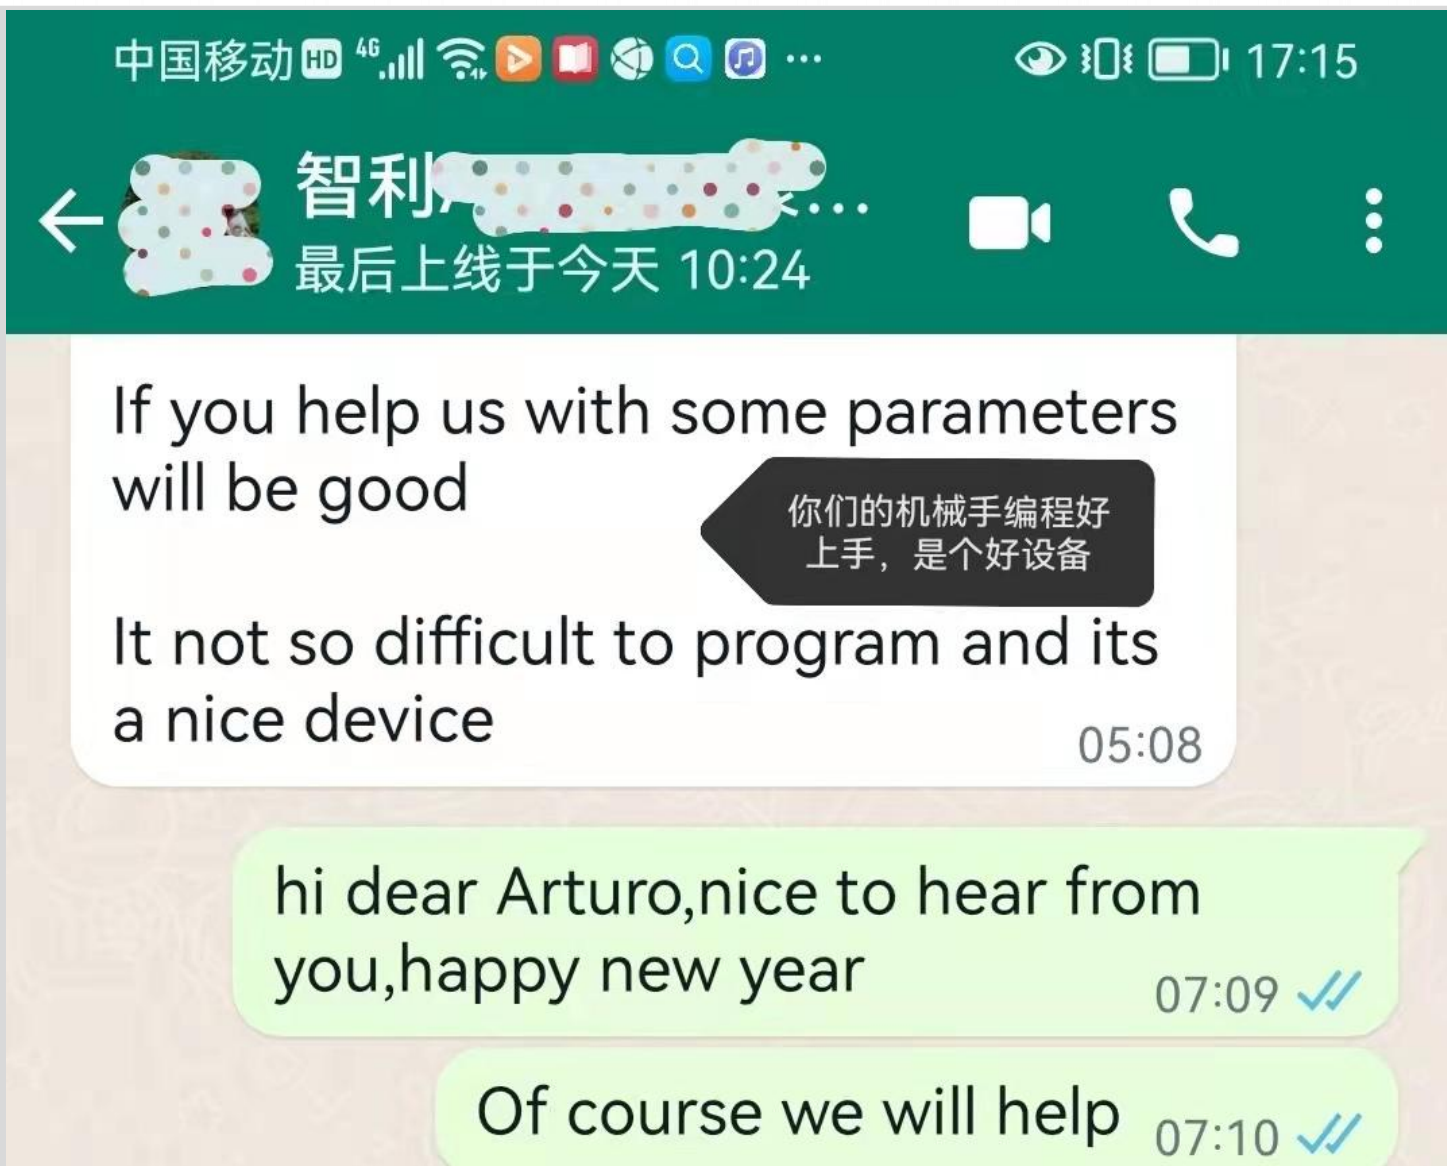 中国移动 HD 4G ... 17:15
智利 ...
最后上线于今天 10:24
If you help us with some parameters
will be good
你们的机械手编程好
上手，是个好设备
It not so difficult to program and its
a nice device
05:08
hi dear Arturo,nice to hear from
you,happy new year
07:09
Of course we will help
07:10